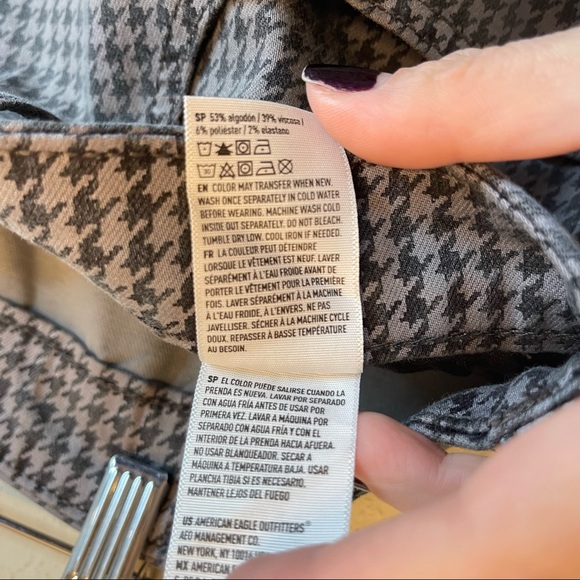 SP 53% algodón / 39% viscosa /
6% poliéster / 2% elastano
EN COLOR MAY TRANSFER WHEN NEW.
WASH ONCE SEPARATELY IN COLD WATER
BEFORE WEARING. MACHINE WASH COLD
INSIDE OUT SEPARATELY. DO NOT BLEACH.
TUMBLE DRY LOW. COOL IRON IF NEEDED.
FR LA COULEUR PEUT DÉTEINDRE
LORSQUE LE VÊTEMENT EST NEUF. LAVER
SÉPARÉMENT À L'EAU FROIDE AVANT DE
PORTER LE VÊTEMENT POUR LA PREMIÈRE
FOIS. LAVER SÉPARÉMENT À LA MACHINE
À L'EAU FROIDE, À L'ENVERS. NE PAS
JAVELLISER. SÉCHER À LA MACHINE CYCLE
DOUX. REPASSER À BASSE TEMPÉRATURE
AU BESOIN.
SP EL COLOR PUEDE SALIRSE CUANDO LA
PRENDA ES NUEVA. LAVAR POR SEPARADO
CON AGUA FRÍA ANTES DE USAR POR
PRIMERA VEZ. LAVAR POR SEPARADO A
MÁQUINA CON AGUA FRÍA CON EL
INTERIOR DE LA PRENDA HACIA AFUERA.
NO USAR BLANQUEADOR. SECAR A
MÁQUINA A TEMPERATURA BAJA. USAR
PLANCHA TIBIA SI ES NECESARIO.
MANTENER LEJOS DEL FUEGO
US AMERICAN EAGLE OUTFITTERS®
AEO MANAGEMENT CO.
NEW YORK, NY 10016
MX AMERICAN E